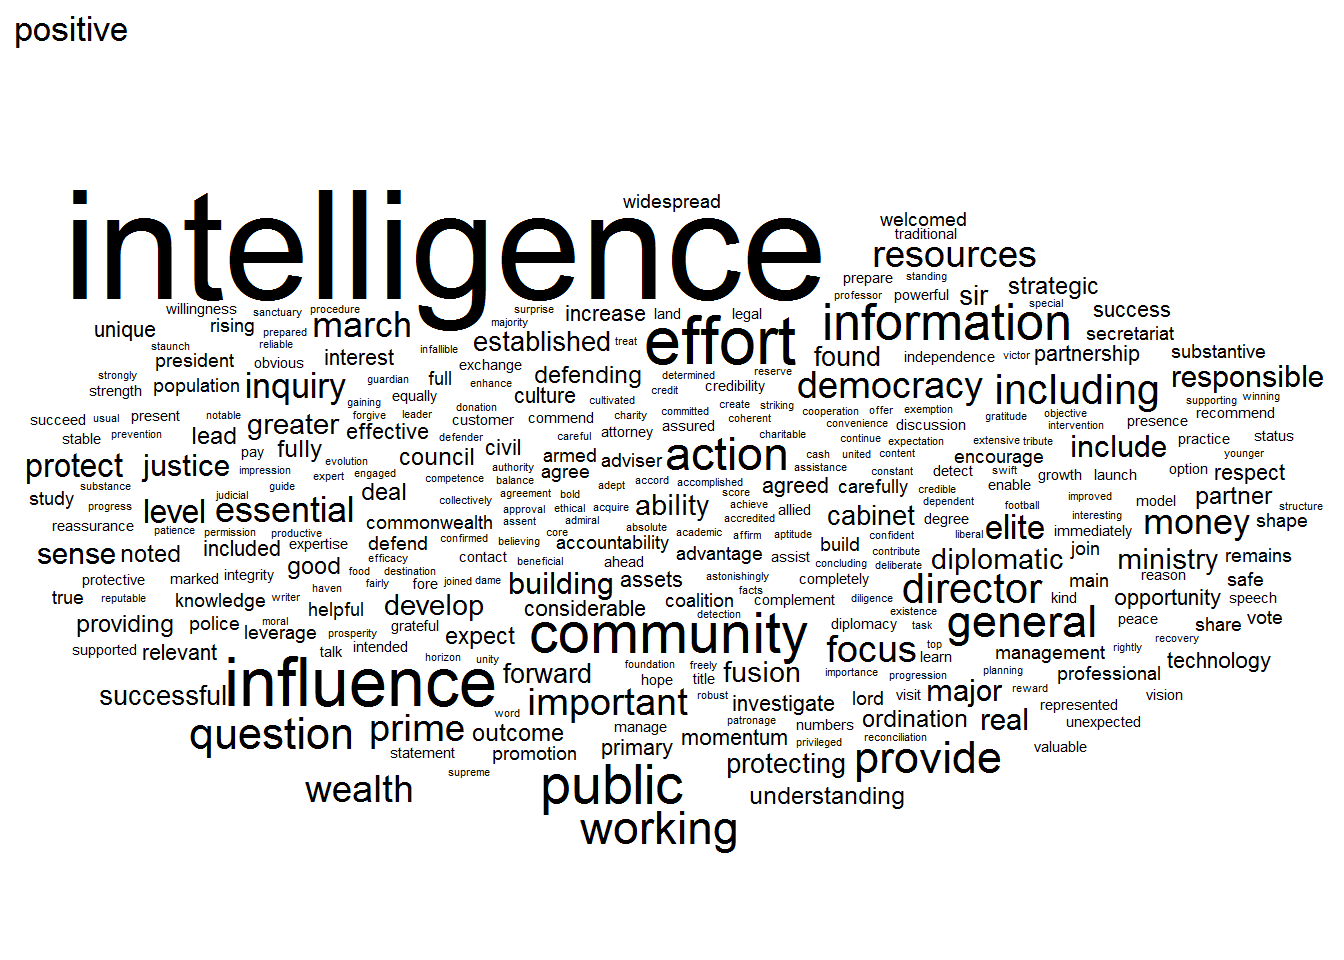 positive
widespread
intelligence
welcomed
traditional
resources
prepare standing
professor powerful sir strategic
willingness sanctuary procedure surprise increase land legal special success
unique rising march majority effort information secretariat
staunch prepared reliable infallible established treat
president obvious interest exchange found independence victor partnership substantive
strongly guardian full enhance defending determined reserve
strength population inquiry credit credibility democracy including responsible
gaining equally culture cultivated supporting winning
succeed usual present notable forgive leader donation customer commend charity committed create striking cooperation offer exemption gratitude objective recommend
greater coherent convenience discussion intervention presence
stable prevention lead effective defender careful attorney assured charitable continue expectation extensive tribute practice status
pay fully council civil armed action cash united content encourage include younger
protect justice impression evolution expert engaged authority agree adviser assistance constant detect swift growth launch option respect
substance guide competence balance adept accord accomplished credible enable
study progress judicial deal collectively agreement bold ability score agreed carefully dependent football improved model partner structure
level essential approval ethical acquire achieve allied cabinet degree interesting money shape
reassurance patience permission productive commonwealth assent admiral accredited elite immediately
confirmed believing core absolute academic affirm aptitude confident liberal
sense noted included expertise defend accountability build join
efficacy contact beneficial ahead advantage assist concluding contribute diplomatic ministry remains
good food destination deliberate reason
protective marked integrity fairly fore joined dame building assets astonishingly completely main safe
true reputable knowledge writer haven facts director kind opportunity speech
helpful develop considerable coalition complement diligence existence
providing police moral grateful detection diplomacy task general peace share vote
leverage prosperity expect community
supported relevant talk intended horizon unity focus top learn management rightly recovery
forward foundation freely fusion importance progression planning professional technology
hope title
successful influence important robust investigate lord visit major reward represented vision
word manage patronage numbers ordination real unexpected
question prime outcome momentum privileged reconciliation
statement promotion primary valuable
supreme protecting provide
wealth public understanding
working